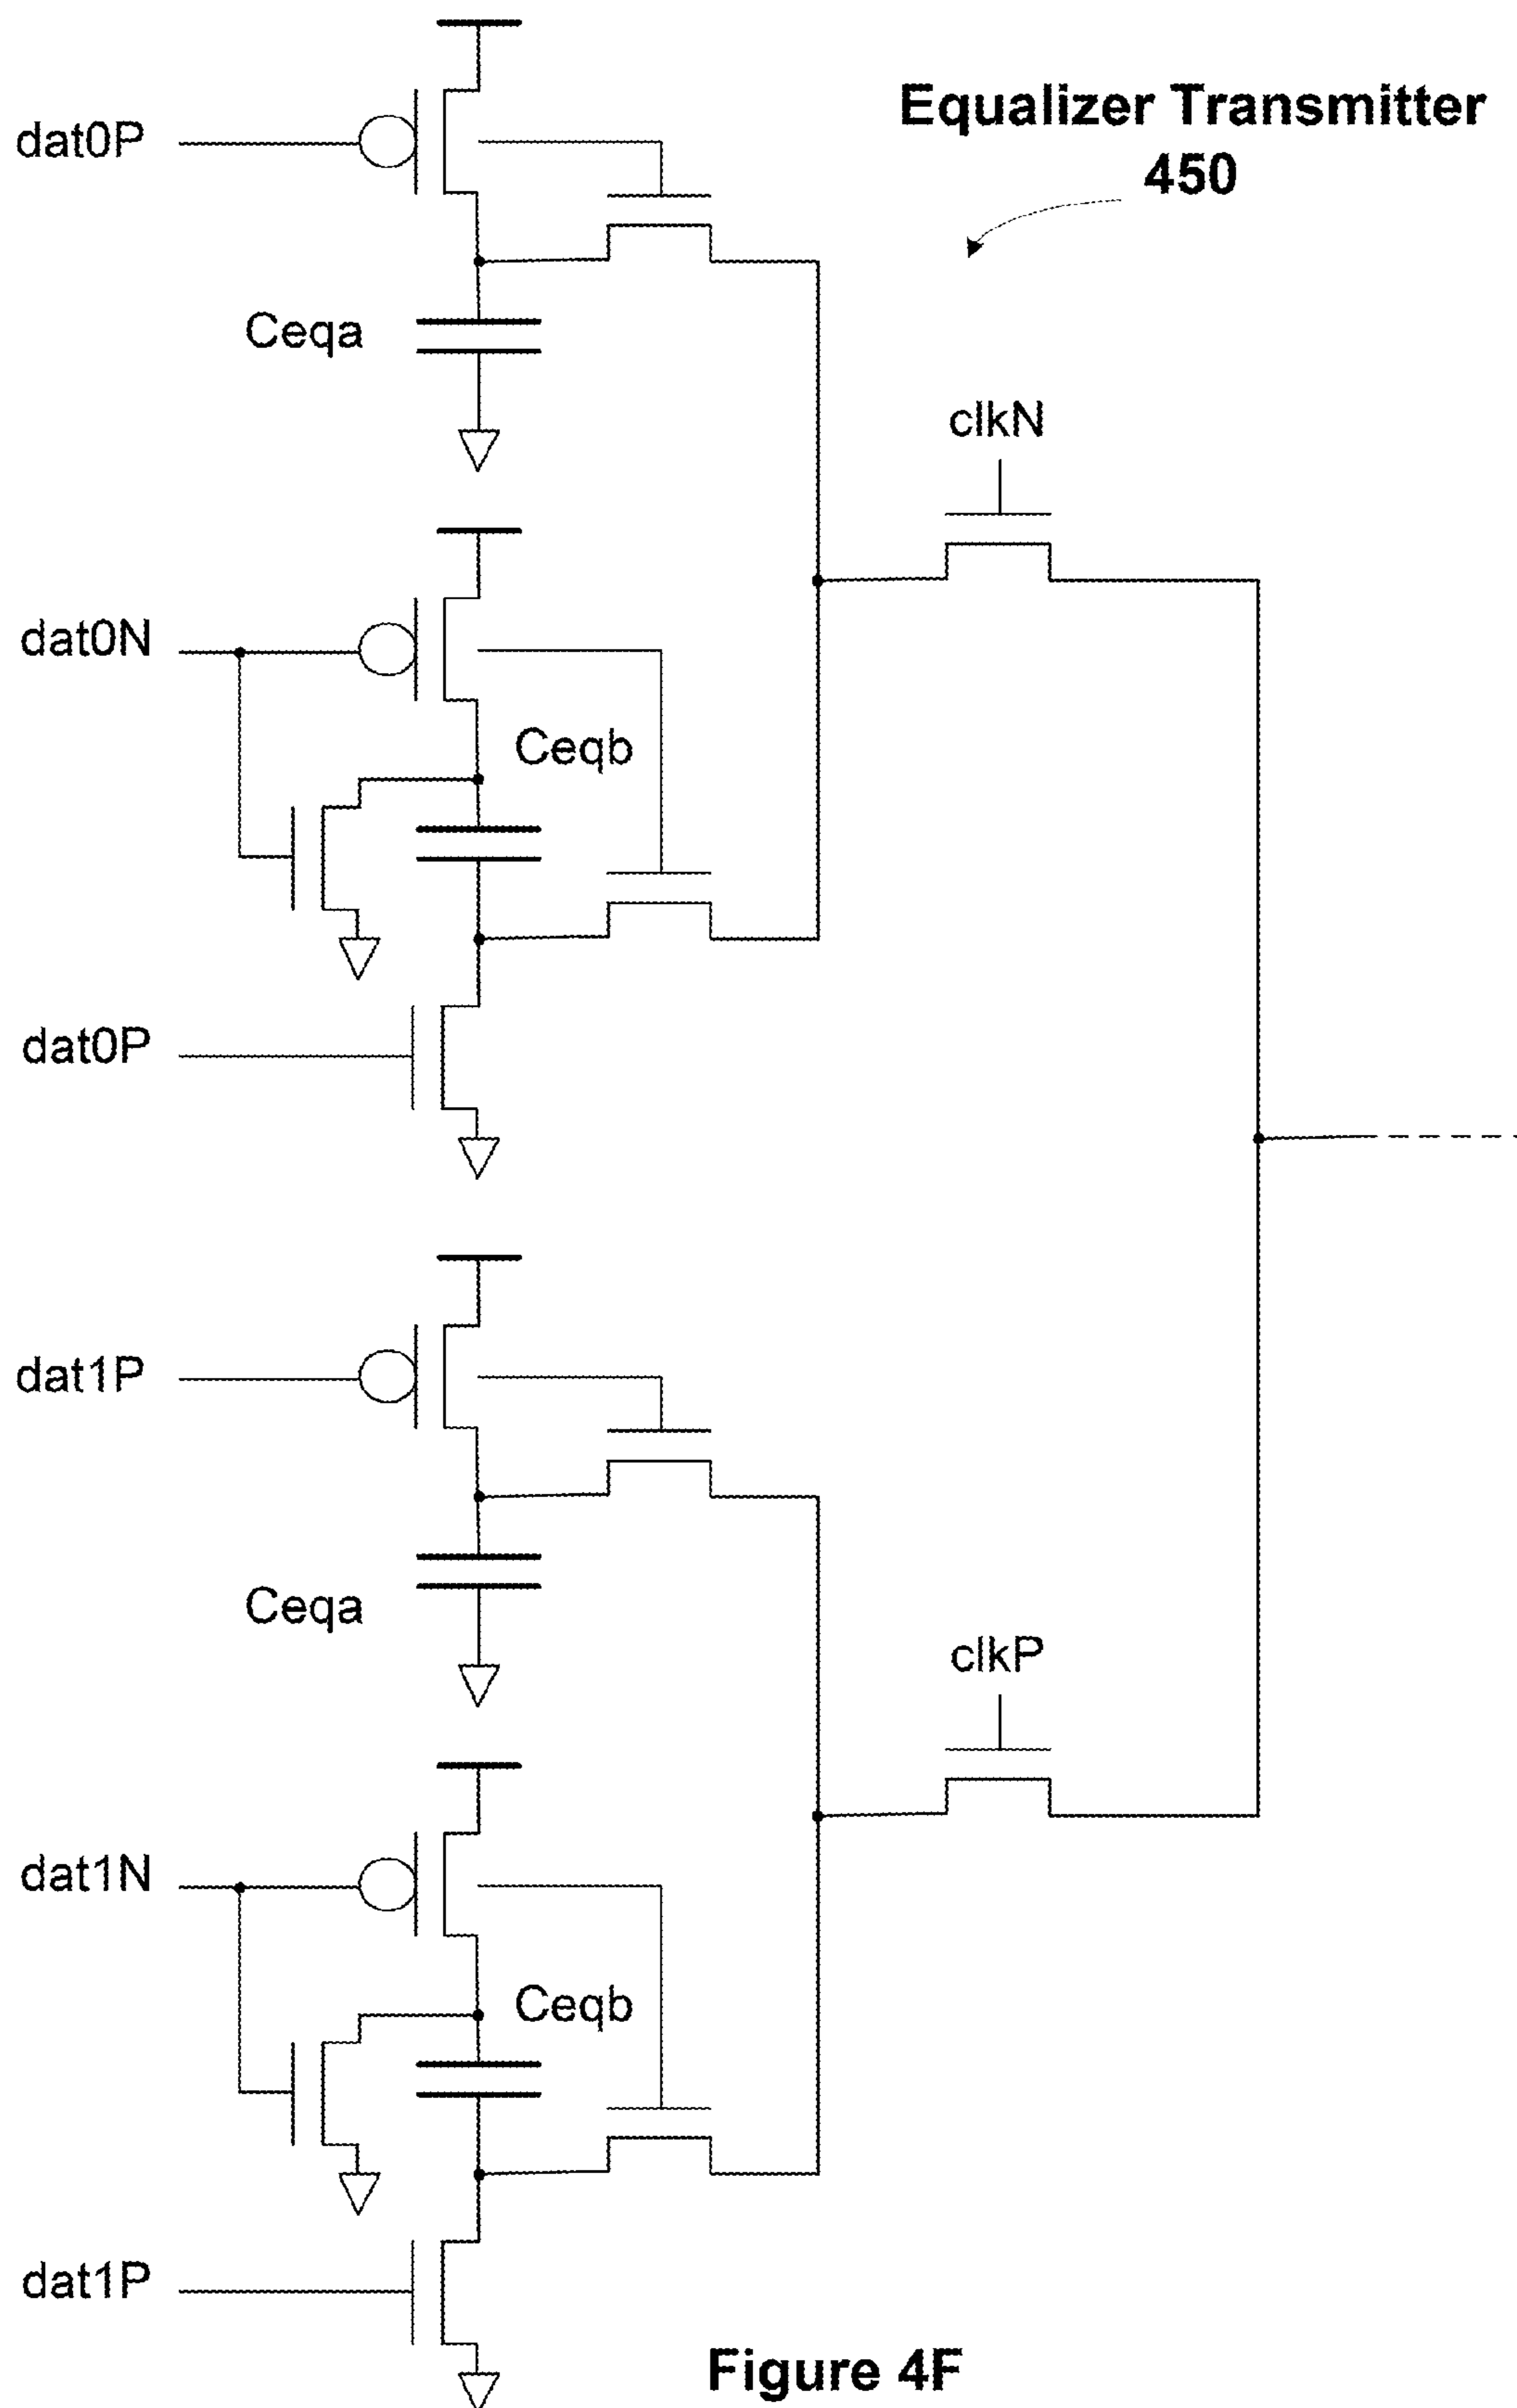 Equalizer Transmitter
450
dat0P
Ceqa
clkN
dat0N
Ceqb
dat0P
dat1P
Ceqa
clkP
dat1N
Ceqb
dat1P
Figure 4F